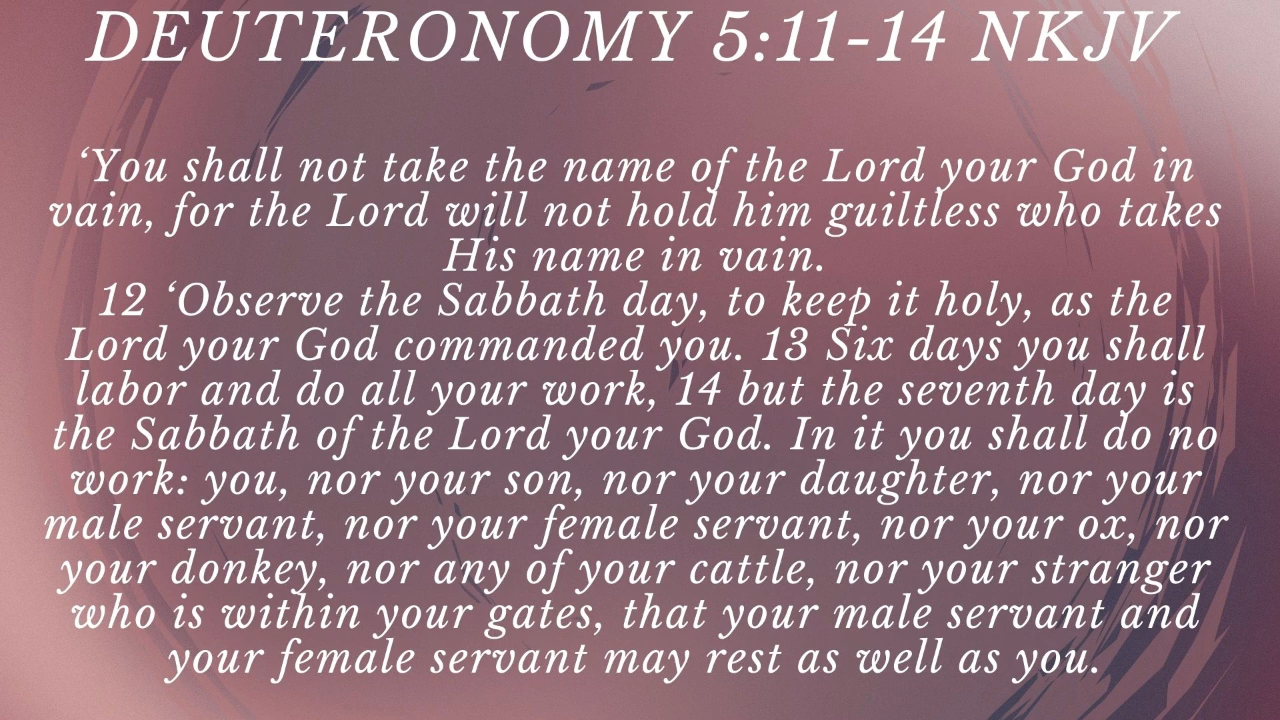 DEUTERONOMY 5:11-14 NKJV
‘You shall not take the name of the Lord your God in
vain, for the Lord will not hold him guiltless who takes
His name in vain.
12 ‘Observe the Sabbath day, to keep it holy, as the
Lord your God commanded you. 13 Six days you shall
labor and do all your work, 14 but the seventh day is
the Sabbath of the Lord your God. In it you shall do no
work: you, nor your son, nor your daughter, nor your
male servant, nor your female servant, nor your ox, nor
your donkey, nor any of your cattle, nor your stranger
who is within your gates, that your male servant and
your female servant may rest as well as you.